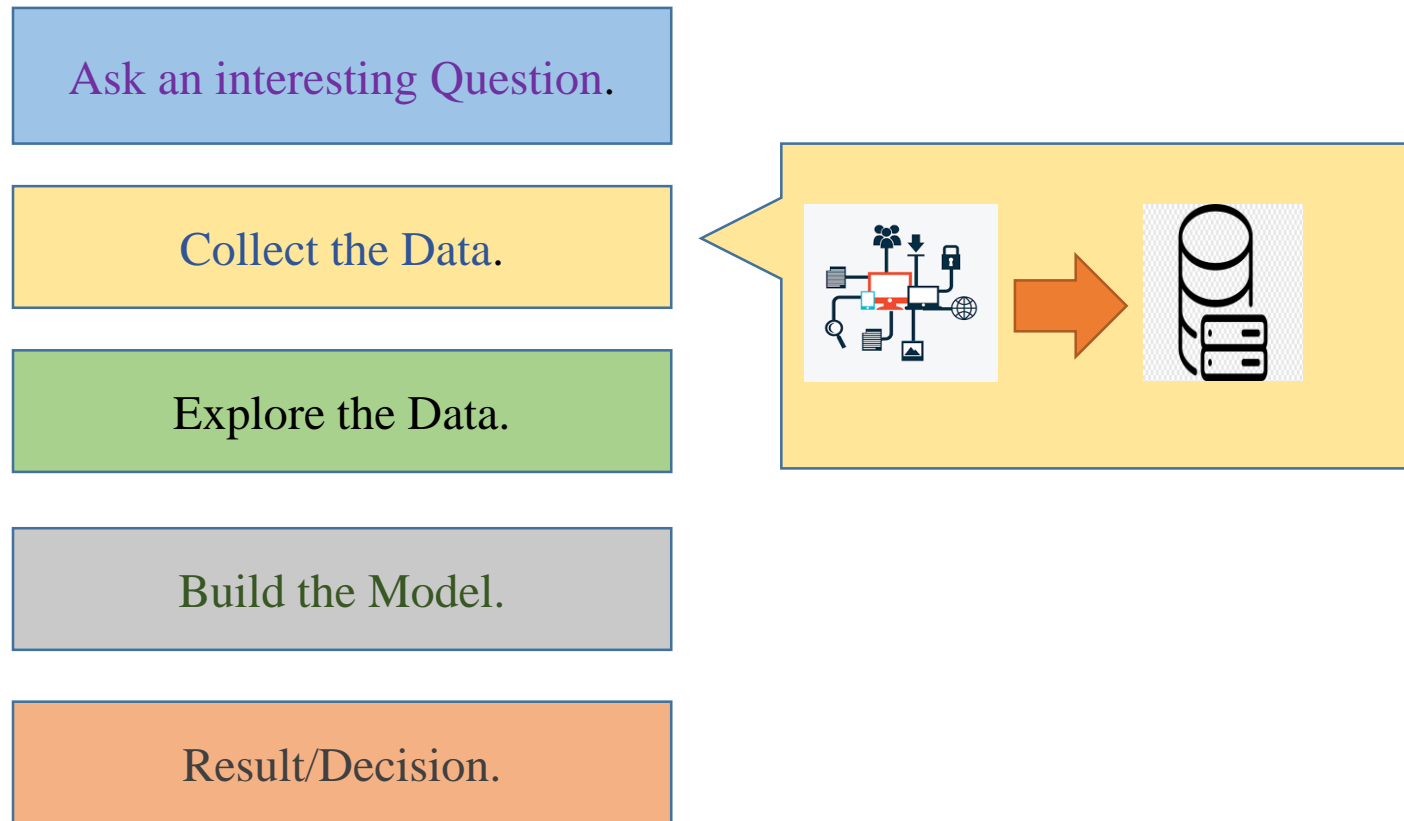 Ask an interesting Question.
Collect the Data.
Explore the Data.
Build the Model.
Result/Decision.